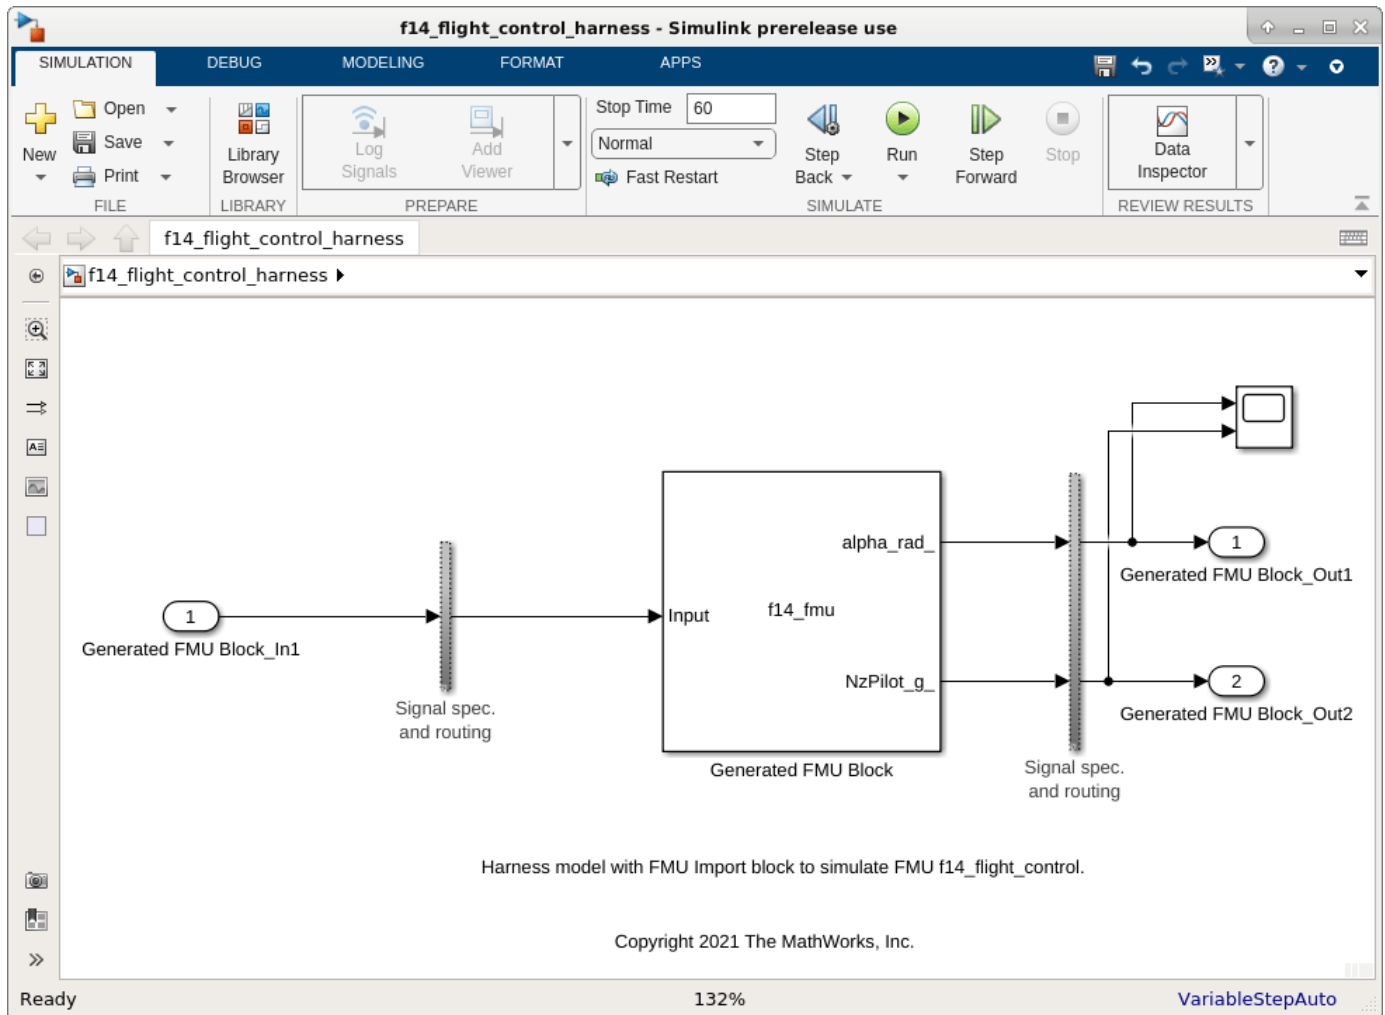 f14_flight_control_harness - Simulink prerelease use
SIMULATION DEBUG MODELING FORMAT APPS
New
Open
Save
Print
FILE
Library
Browser
LIBRARY
Log
Signals
Add
Viewer
PREPARE
Stop Time 60
Normal
Fast Restart
Step
Back
Run
Step
Forward
Stop
SIMULATE
Data
Inspector
REVIEW RESULTS
f14_flight_control_harness
f14_flight_control_harness
1
Generated FMU Block_In1
Signal spec.
and routing
Input
f14_fmu
alpha_rad_
NzPilot_g_
Generated FMU Block
Signal spec.
and routing
1
Generated FMU Block_Out1
2
Generated FMU Block_Out2
Harness model with FMU Import block to simulate FMU f14_flight_control.
Copyright 2021 The MathWorks, Inc.
Ready 132% VariableStepAuto